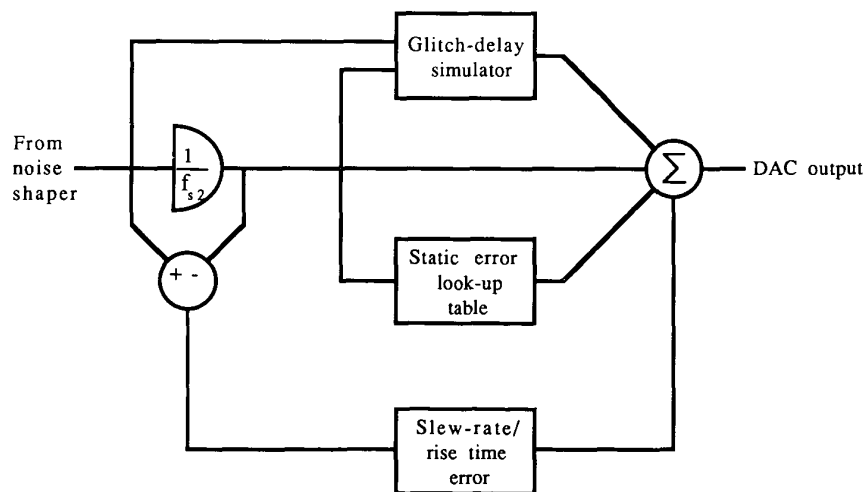 Glitch-delay
simulator
From
noise
shaper
1
f_s2
Σ
DAC output
+ -
Static error
look-up
table
Slew-rate/
rise time
error